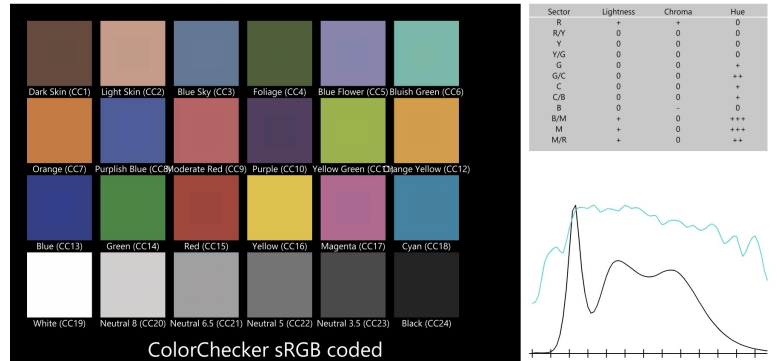 Dark Skin (CC1) Light Skin (CC2) Blue Sky (CC3) Foliage (CC4) Blue Flower (CC5) Bluish Green (CC6)
Orange (CC7) Purplish Blue (CC8) Moderate Red (CC9) Purple (CC10) Yellow Green (CC11) Orange Yellow (CC12)
Blue (CC13) Green (CC14) Red (CC15) Yellow (CC16) Magenta (CC17) Cyan (CC18)
White (CC19) Neutral 8 (CC20) Neutral 6.5 (CC21) Neutral 5 (CC22) Neutral 3.5 (CC23) Black (CC24)
ColorChecker sRGB coded
Sector Lightness Chroma Hue
R + + 0
R/Y 0 0 0
Y 0 0 0
Y/G 0 0 0
G 0 0 +
G/C 0 0 ++
C 0 0 +
C/B 0 0 +
B 0 - 0
B/M + 0 +++
M + 0 +++
M/R + 0 ++